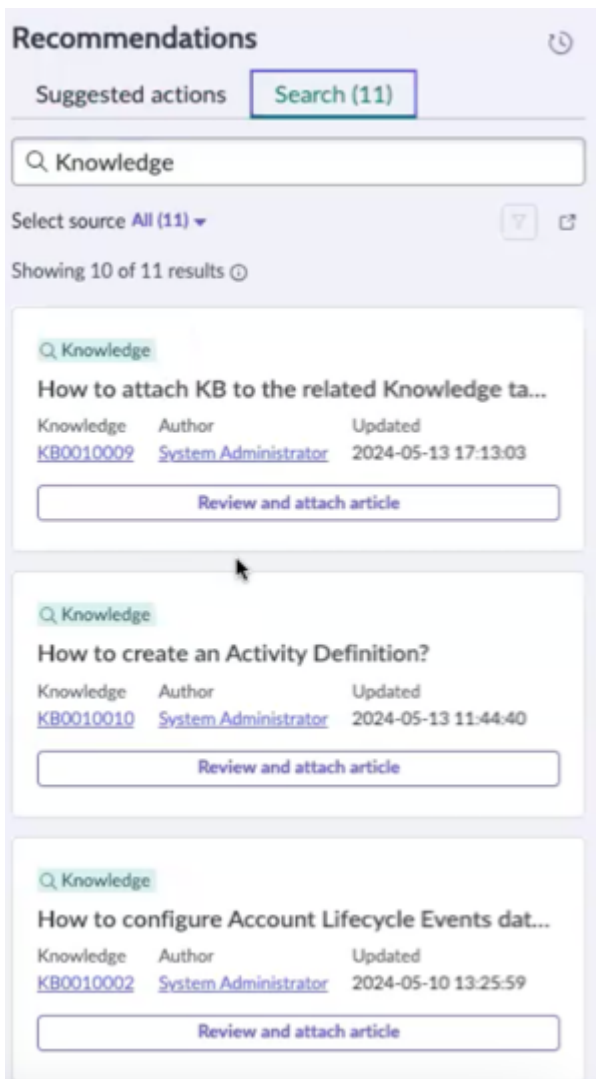 Recommendations
Suggested actions Search (11)
Knowledge
Select source All (11)
Showing 10 of 11 results
Knowledge
How to attach KB to the related Knowledge ta...
Knowledge Author Updated
KB0010009 System Administrator 2024-05-13 17:13:03
Review and attach article
Knowledge
How to create an Activity Definition?
Knowledge Author Updated
KB0010010 System Administrator 2024-05-13 11:44:40
Review and attach article
Knowledge
How to configure Account Lifecycle Events dat...
Knowledge Author Updated
KB0010002 System Administrator 2024-05-10 13:25:59
Review and attach article